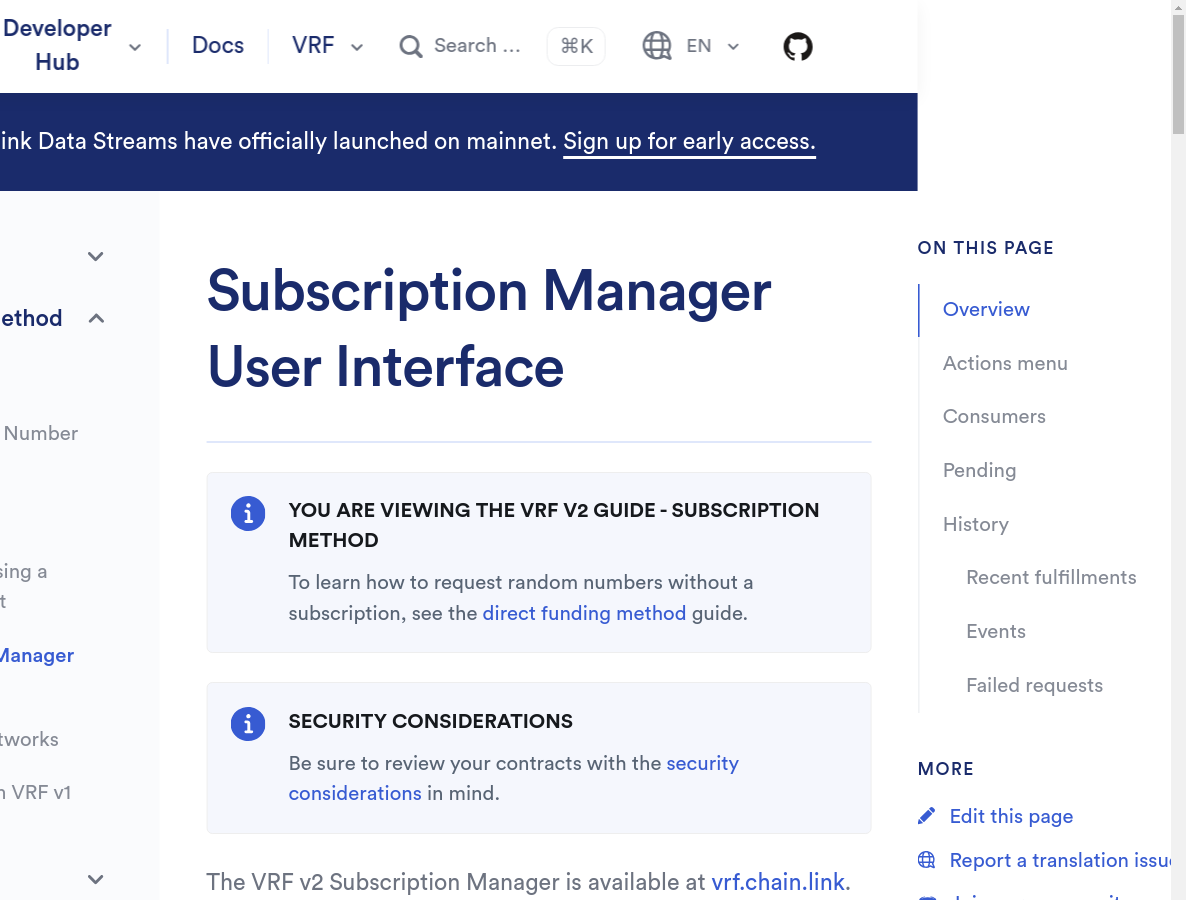 Developer
Hub
Docs
VRF
Search ...
⌘K
EN
ink Data Streams have officially launched on mainnet. Sign up for early access.
ethod
Number
sing a
t
Manager
tworks
n VRF v1
Subscription Manager
User Interface
YOU ARE VIEWING THE VRF V2 GUIDE - SUBSCRIPTION
METHOD
To learn how to request random numbers without a
subscription, see the direct funding method guide.
SECURITY CONSIDERATIONS
Be sure to review your contracts with the security
considerations in mind.
The VRF v2 Subscription Manager is available at vrf.chain.link.
ON THIS PAGE
Overview
Actions menu
Consumers
Pending
History
Recent fulfillments
Events
Failed requests
MORE
Edit this page
Report a translation issu